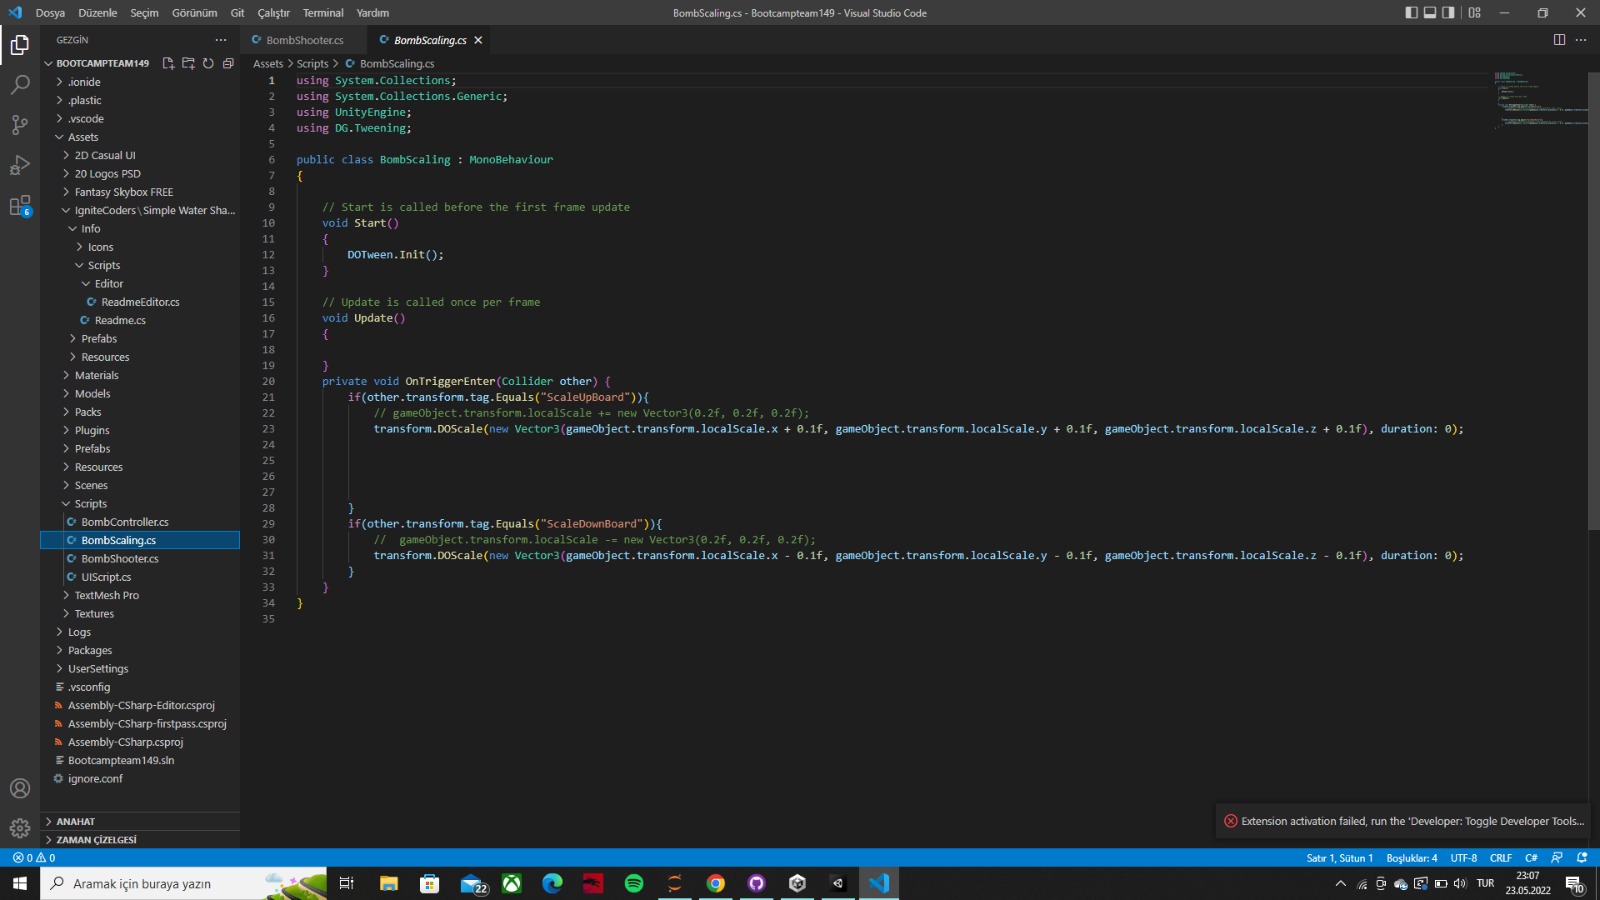 Dosya Düzenle Seçim Görünüm Git Çalıştır Terminal Yardım
BombScaling.cs - Bootcampteam149 - Visual Studio Code
GEZGİN
BOOTCAMPTEAM149
.ionide
.plastic
.vscode
Assets
2D Casual UI
20 Logos PSD
Fantasy Skybox FREE
IgniteCoders\Simple Water Sha...
Info
Icons
Scripts
Editor
ReadmeEditor.cs
Readme.cs
Prefabs
Resources
Materials
Models
Packs
Plugins
Prefabs
Resources
Scenes
Scripts
BombController.cs
BombScaling.cs
BombShooter.cs
UIScript.cs
TextMesh Pro
Textures
Logs
Packages
UserSettings
.vsconfig
Assembly-CSharp-Editor.csproj
Assembly-CSharp-firstpass.csproj
Assembly-CSharp.csproj
Bootcampteam149.sln
ignore.conf
ANAHAT
ZAMAN ÇİZELGESİ
BombShooter.cs
BombScaling.cs
Assets > Scripts > BombScaling.cs
1 using System.Collections;
2 using System.Collections.Generic;
3 using UnityEngine;
4 using DG.Tweening;
5
6 public class BombScaling : MonoBehaviour
7 {
8
9 // Start is called before the first frame update
10 void Start()
11 {
12 DOTween.Init();
13 }
14
15 // Update is called once per frame
16 void Update()
17 {
18
19 }
20 private void OnTriggerEnter(Collider other) {
21 if(other.transform.tag.Equals("ScaleUpBoard")){
22 // gameObject.transform.localScale += new Vector3(0.2f, 0.2f, 0.2f);
23 transform.DOScale(new Vector3(gameObject.transform.localScale.x + 0.1f, gameObject.transform.localScale.y + 0.1f, gameObject.transform.localScale.z + 0.1f), duration: 0);
24
25
26
27
28 }
29 if(other.transform.tag.Equals("ScaleDownBoard")){
30 //  gameObject.transform.localScale -= new Vector3(0.2f, 0.2f, 0.2f);
31 transform.DOScale(new Vector3(gameObject.transform.localScale.x - 0.1f, gameObject.transform.localScale.y - 0.1f, gameObject.transform.localScale.z - 0.1f), duration: 0);
32 }
33 }
34 }
35
6
Extension activation failed, run the 'Developer: Toggle Developer Tools...
0 0
Satır 1, Sütun 1 Boşluklar: 4 UTF-8 CRLF C#
Aramak için buraya yazın
22
TUR
23:07
23.05.2022
10